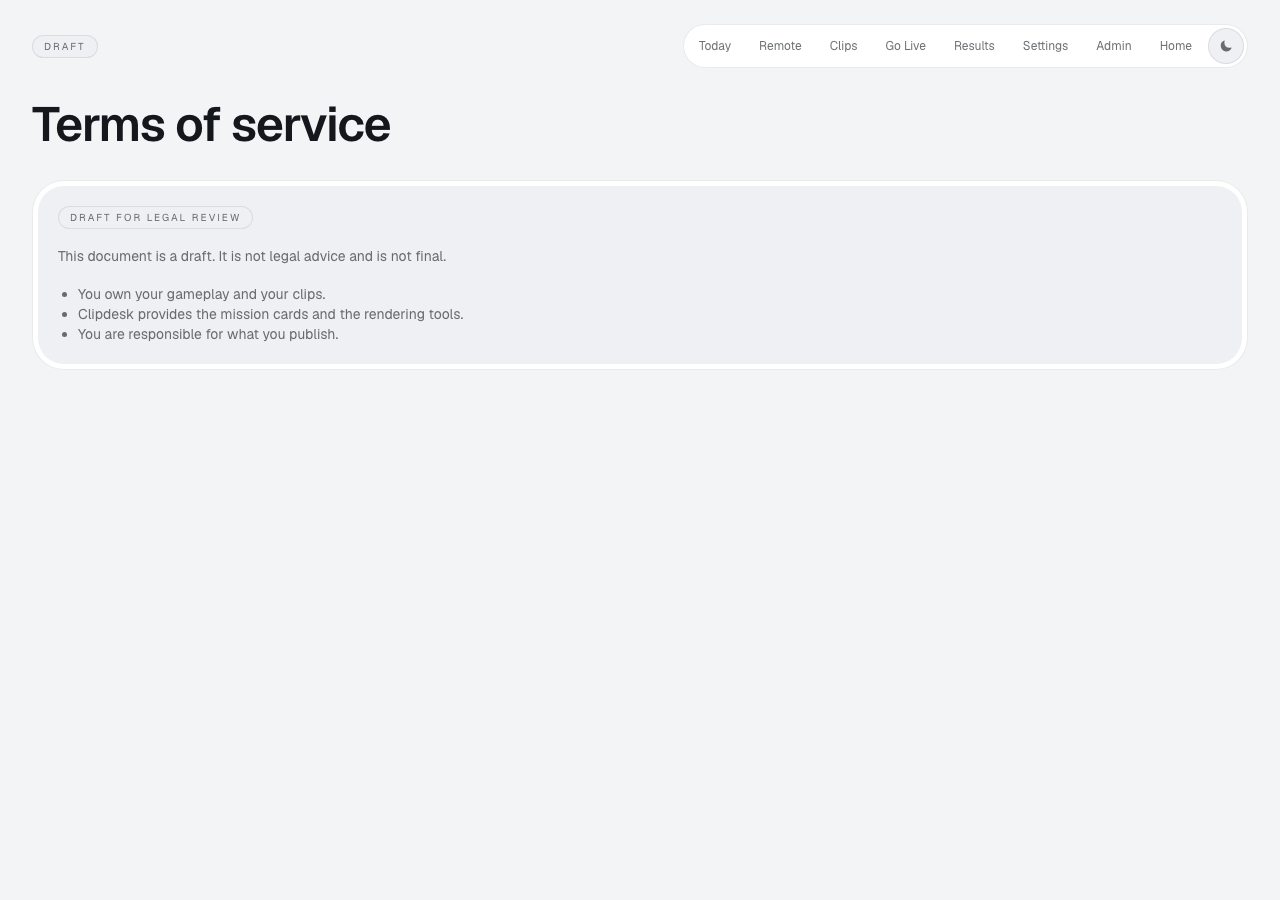 DRAFT
Today Remote Clips Go Live Results Settings Admin Home
Terms of service
DRAFT FOR LEGAL REVIEW
This document is a draft. It is not legal advice and is not final.
You own your gameplay and your clips.
Clipdesk provides the mission cards and the rendering tools.
You are responsible for what you publish.